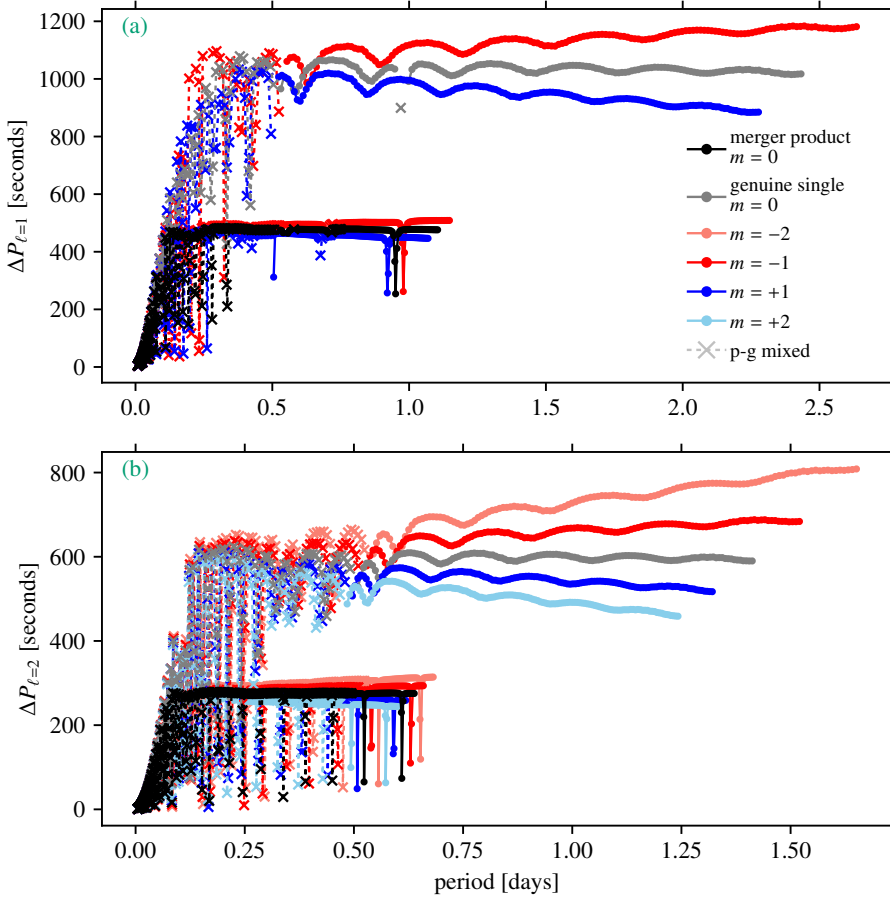 (a)
1200
1000
800
600
400
200
0
ΔP_{ℓ=1} [seconds]
merger product
m = 0
genuine single
m = 0
m = −2
m = −1
m = +1
m = +2
p-g mixed
0.0 0.5 1.0 1.5 2.0 2.5
(b)
800
600
400
200
0
ΔP_{ℓ=2} [seconds]
0.00 0.25 0.50 0.75 1.00 1.25 1.50
period [days]